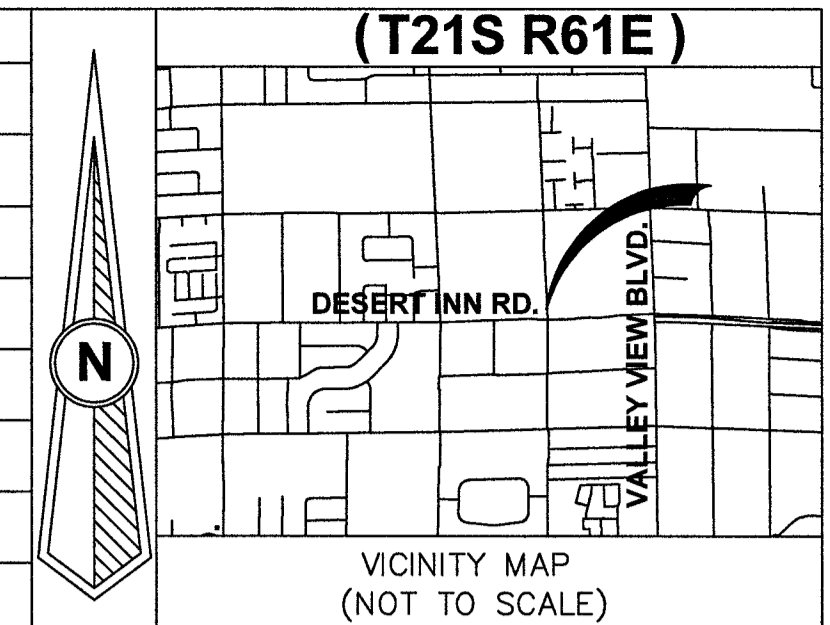 (T21S R61E )
N
DESERT INN RD.
VALLEY VIEW BLVD.
VICINITY MAP
(NOT TO SCALE)